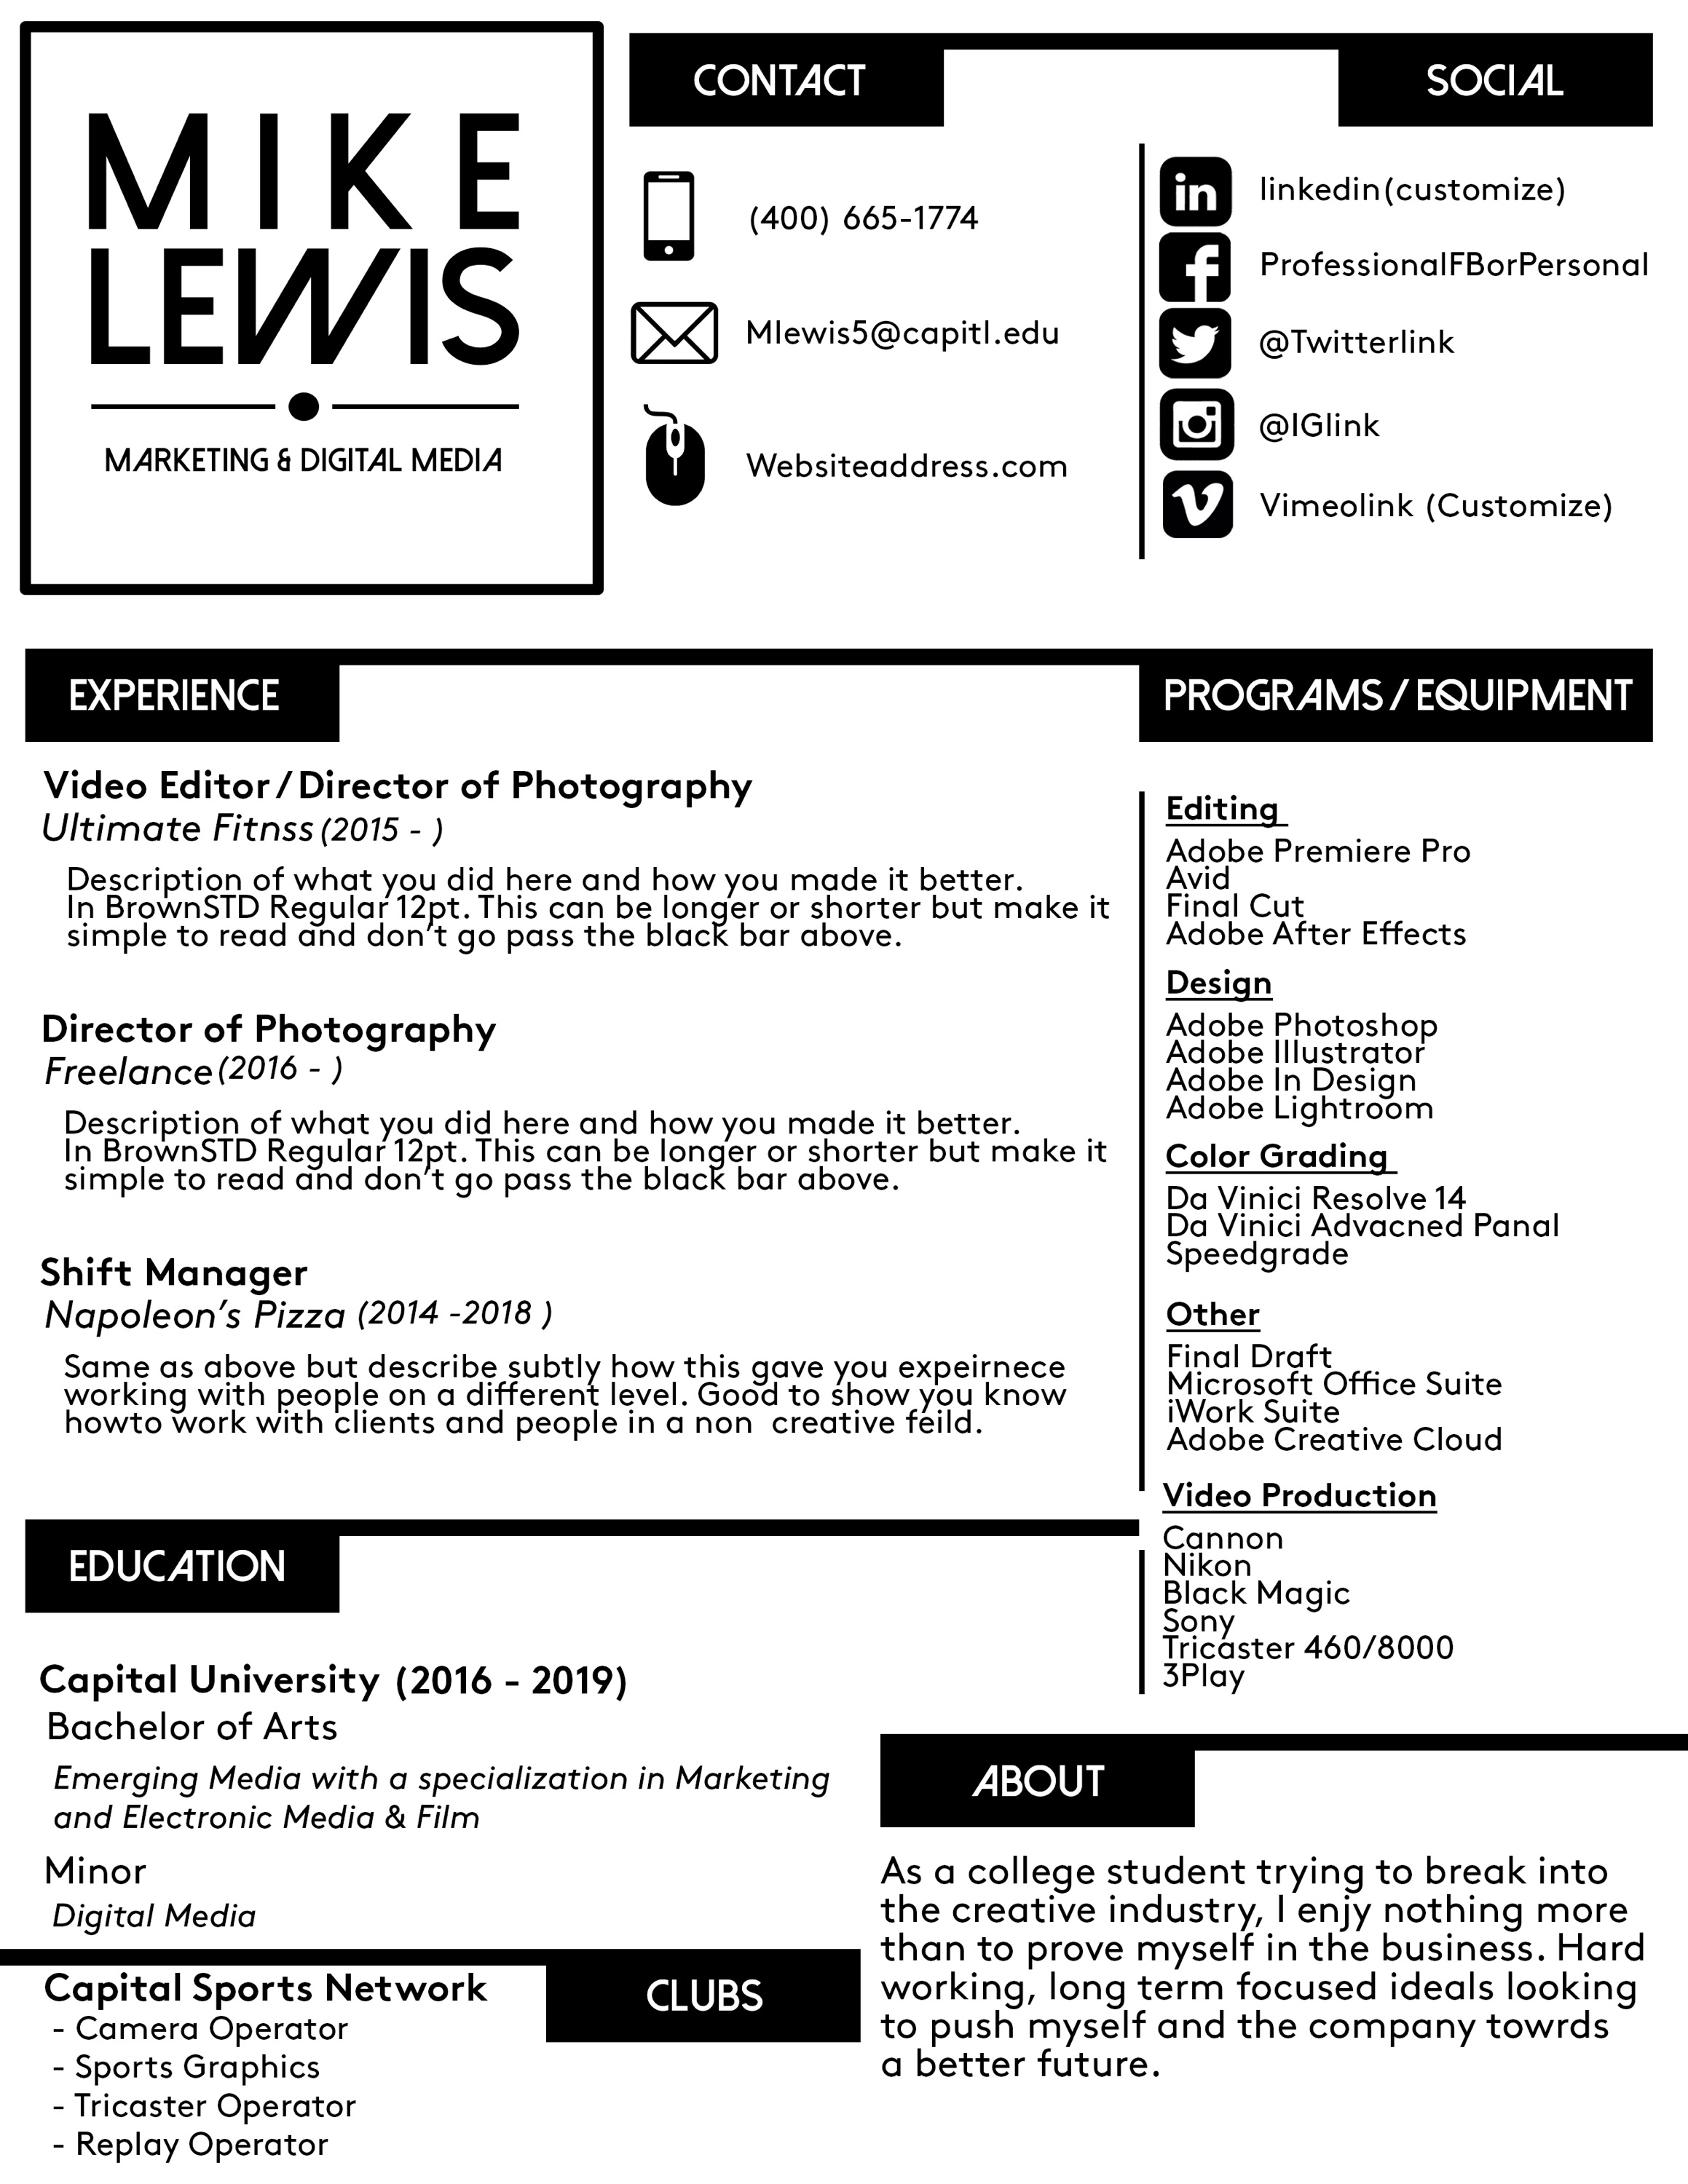 MIKE
LEWIS
MARKETING & DIGITAL MEDIA
CONTACT
(400) 665-1774
Mlewis5@capitl.edu
Websiteaddress.com
SOCIAL
linkedin(customize)
ProfessionalFBorPersonal
@Twitterlink
@IGlink
Vimeolink (Customize)
EXPERIENCE
Video Editor/Director of Photography
Ultimate Fitnss (2015 - )
Description of what you did here and how you made it better.
In BrownSTD Regular 12pt. This can be longer or shorter but make it
simple to read and don't go pass the black bar above.
Director of Photography
Freelance (2016 - )
Description of what you did here and how you made it better.
In BrownSTD Regular 12pt. This can be longer or shorter but make it
simple to read and don't go pass the black bar above.
Shift Manager
Napoleon's Pizza (2014 -2018 )
Same as above but describe subtly how this gave you expeirnece
working with people on a different level. Good to show you know
howto work with clients and people in a non  creative feild.
PROGRAMS / EQUIPMENT
Editing
Adobe Premiere Pro
Avid
Final Cut
Adobe After Effects
Design
Adobe Photoshop
Adobe Illustrator
Adobe In Design
Adobe Lightroom
Color Grading
Da Vinici Resolve 14
Da Vinici Advacned Panal
Speedgrade
Other
Final Draft
Microsoft Office Suite
iWork Suite
Adobe Creative Cloud
Video Production
Cannon
Nikon
Black Magic
Sony
Tricaster 460/8000
3Play
EDUCATION
Capital University (2016 - 2019)
Bachelor of Arts
Emerging Media with a specialization in Marketing
and Electronic Media & Film
Minor
Digital Media
CLUBS
Capital Sports Network
- Camera Operator
- Sports Graphics
- Tricaster Operator
- Replay Operator
ABOUT
As a college student trying to break into
the creative industry, I enjy nothing more
than to prove myself in the business. Hard
working, long term focused ideals looking
to push myself and the company towrds
a better future.